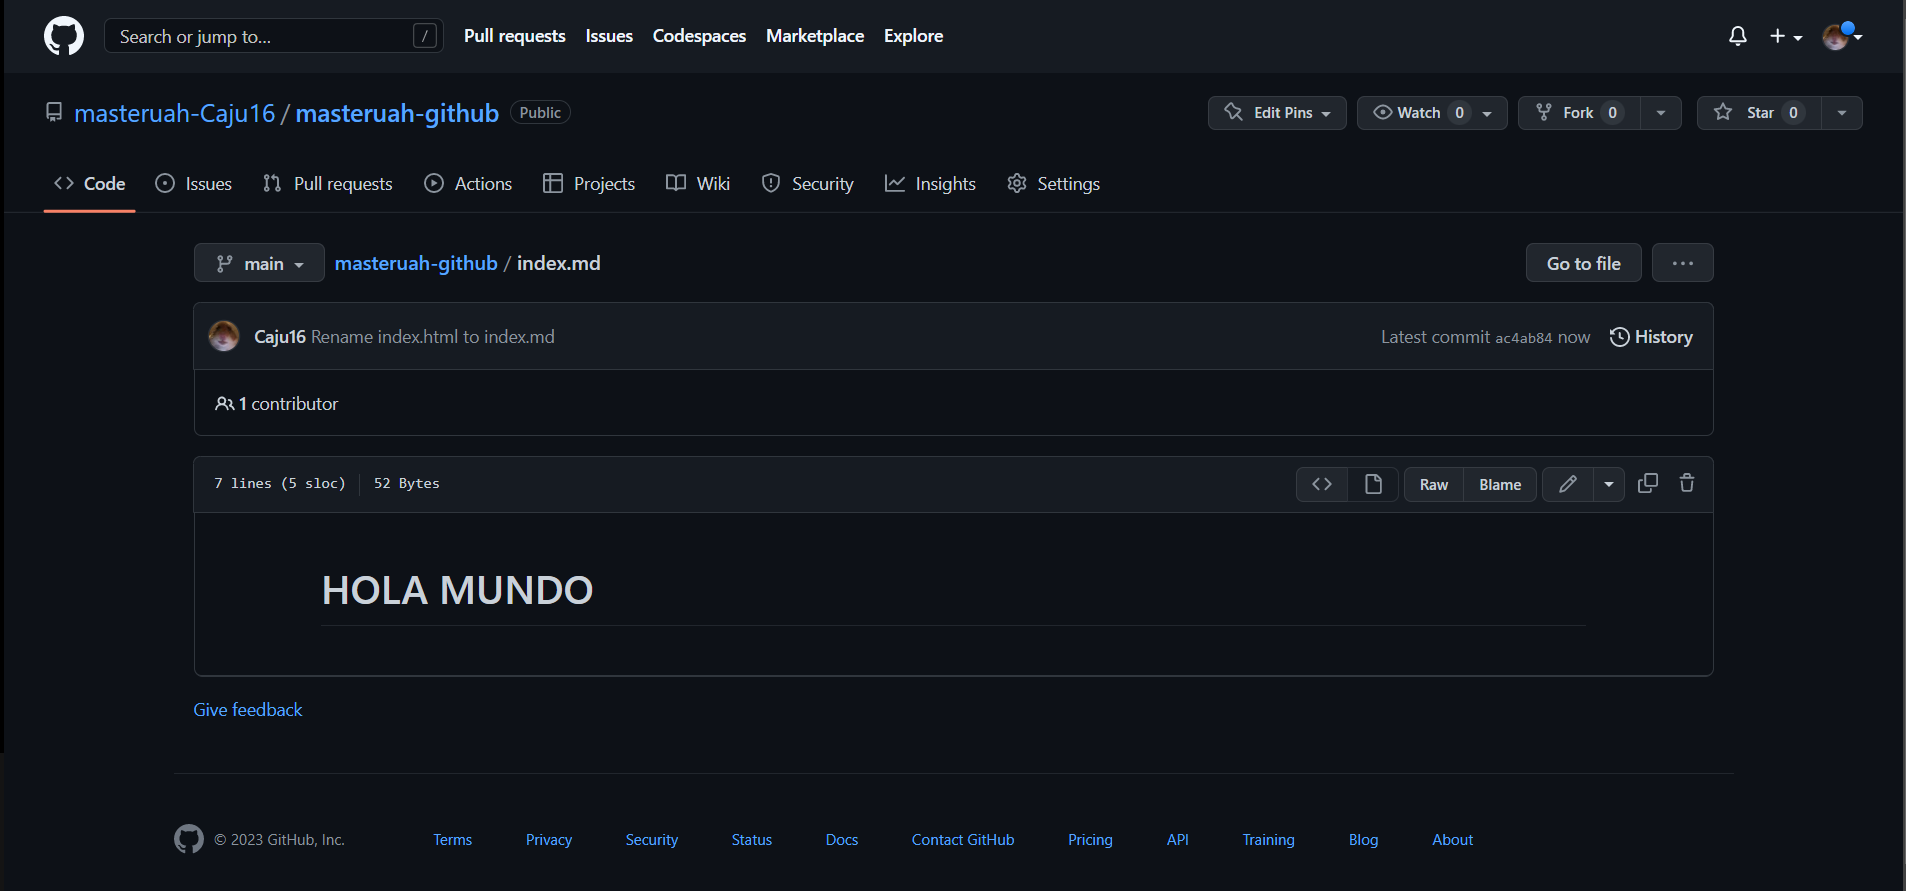 Search or jump to... / Pull requests Issues Codespaces Marketplace Explore
masteruah-Caju16 / masteruah-github Public Edit Pins Watch 0 Fork 0 Star 0
Code Issues Pull requests Actions Projects Wiki Security Insights Settings
main masteruah-github / index.md Go to file ...
Caju16 Rename index.html to index.md Latest commit ac4ab84 now History
1 contributor
7 lines (5 sloc) 52 Bytes Raw Blame
HOLA MUNDO
Give feedback
© 2023 GitHub, Inc. Terms Privacy Security Status Docs Contact GitHub Pricing API Training Blog About